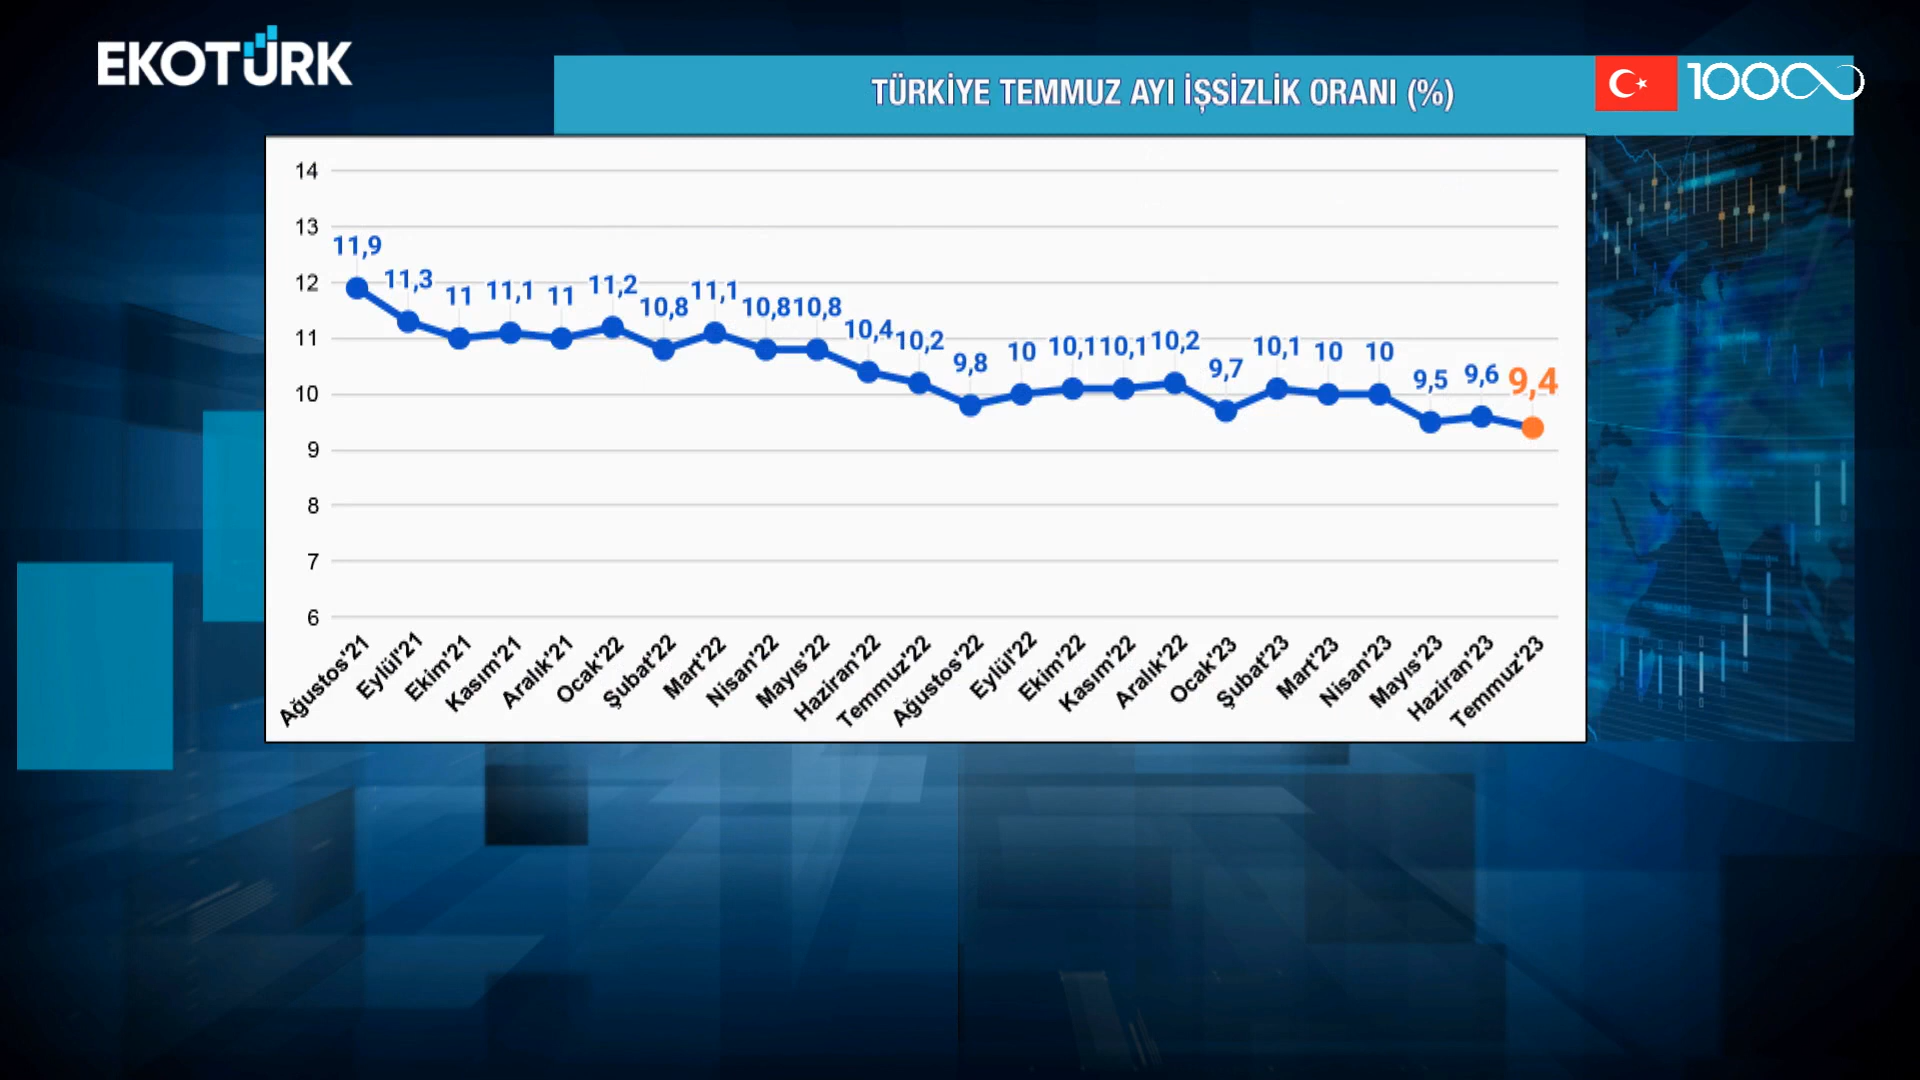 EKOTÜRK
TÜRKİYE TEMMUZ AYI İŞSİZLİK ORANI (%)
100
14
13
12
11
10
9
8
7
6
11,9
11,3
11
11,1
11
11,2
10,8
11,1
10,8
10,8
10,4
10,2
9,8
10
10,1
10,1
10,2
9,7
10,1
10
10
9,5
9,6
9,4
Ağustos'21
Eylül'21
Ekim'21
Kasım'21
Aralık'21
Ocak'22
Şubat'22
Mart'22
Nisan'22
Mayıs'22
Haziran'22
Temmuz'22
Ağustos'22
Eylül'22
Ekim'22
Kasım'22
Aralık'22
Ocak'23
Şubat'23
Mart'23
Nisan'23
Mayıs'23
Haziran'23
Temmuz'23